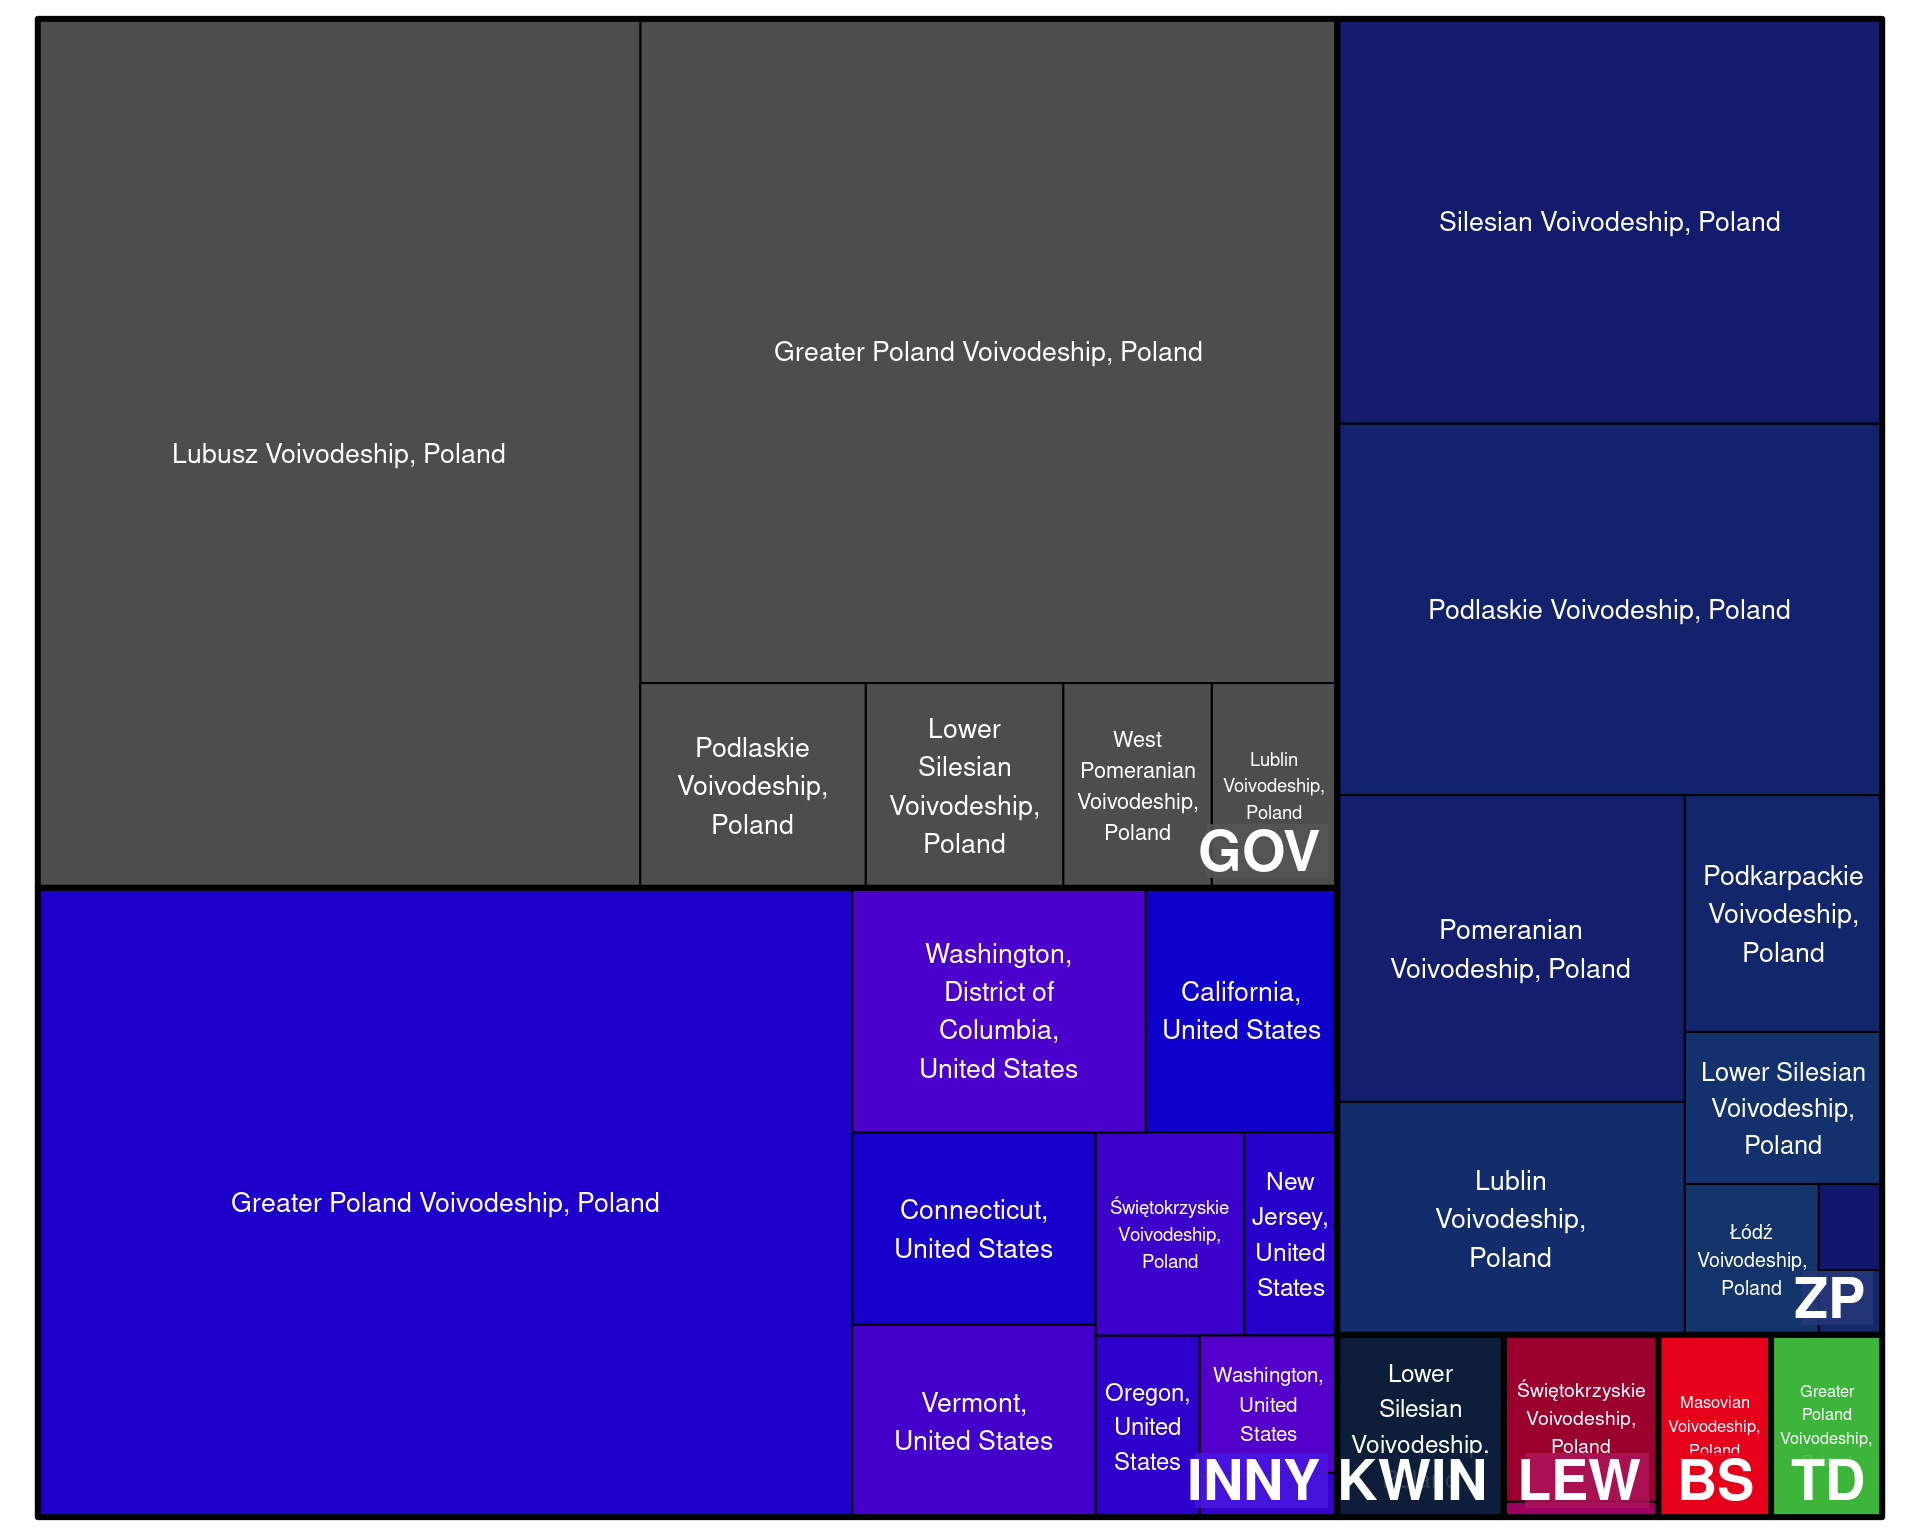 Lubusz Voivodeship, Poland
Greater Poland Voivodeship, Poland
Podlaskie
Voivodeship,
Poland
Lower
Silesian
Voivodeship,
Poland
West
Pomeranian
Voivodeship,
Poland
Lublin
Voivodeship,
Poland
GOV
Silesian Voivodeship, Poland
Podlaskie Voivodeship, Poland
Pomeranian
Voivodeship, Poland
Podkarpackie
Voivodeship,
Poland
Lower Silesian
Voivodeship,
Poland
Lublin
Voivodeship,
Poland
Łódź
Voivodeship,
Poland
ZP
Greater Poland Voivodeship, Poland
Washington,
District of
Columbia,
United States
California,
United States
Connecticut,
United States
Świętokrzyskie
Voivodeship,
Poland
New
Jersey,
United
States
Vermont,
United States
Oregon,
United
States
Washington,
United
States
INNY
Lower
Silesian
Voivodeship,
KWIN
Świętokrzyskie
Voivodeship,
Poland
LEW
Masovian
Voivodeship,
Poland
BS
Greater
Poland
Voivodeship,
TD